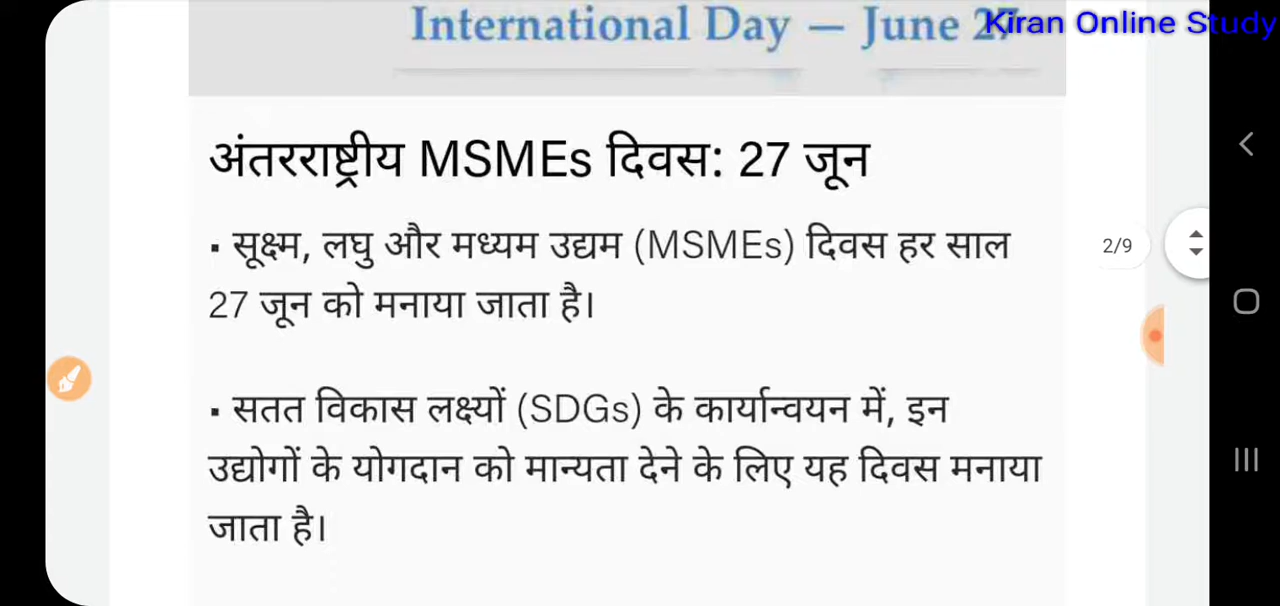 International Day — June 27
Kiran Online Study
अंतरराष्ट्रीय MSMEs दिवस: 27 जून
▪ सूक्ष्म, लघु और मध्यम उद्यम (MSMEs) दिवस हर साल
27 जून को मनाया जाता है।
2/9
▪ सतत विकास लक्ष्यों (SDGs) के कार्यान्वयन में, इन
उद्योगों के योगदान को मान्यता देने के लिए यह दिवस मनाया
जाता है।